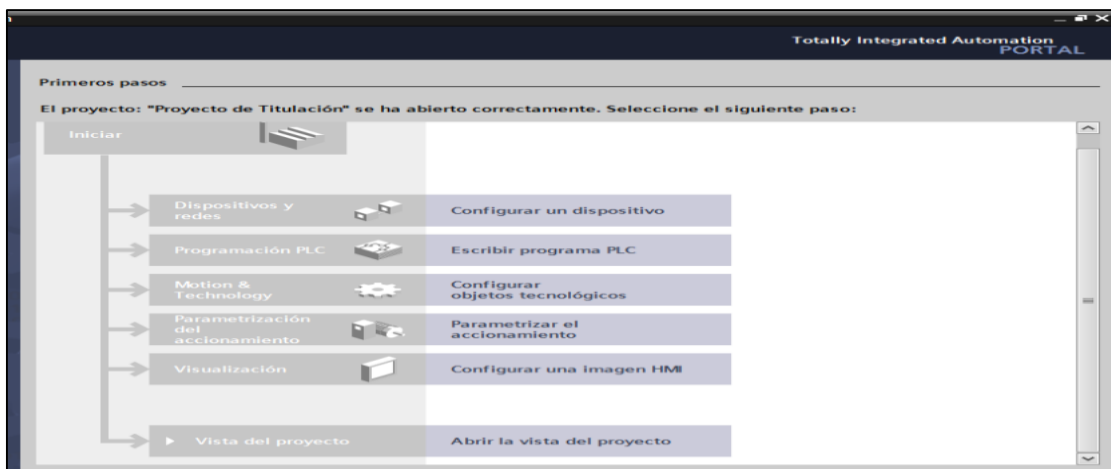 Totally Integrated Automation
PORTAL
Primeros pasos
El proyecto: "Proyecto de Titulación" se ha abierto correctamente. Seleccione el siguiente paso:
Iniciar
Dispositivos y
redes
Configurar un dispositivo
Programación PLC
Escribir programa PLC
Motion &
Technology
Configurar
objetos tecnológicos
Parametrización
del
accionamiento
Parametrizar el
accionamiento
Visualización
Configurar una imagen HMI
Vista del proyecto
Abrir la vista del proyecto